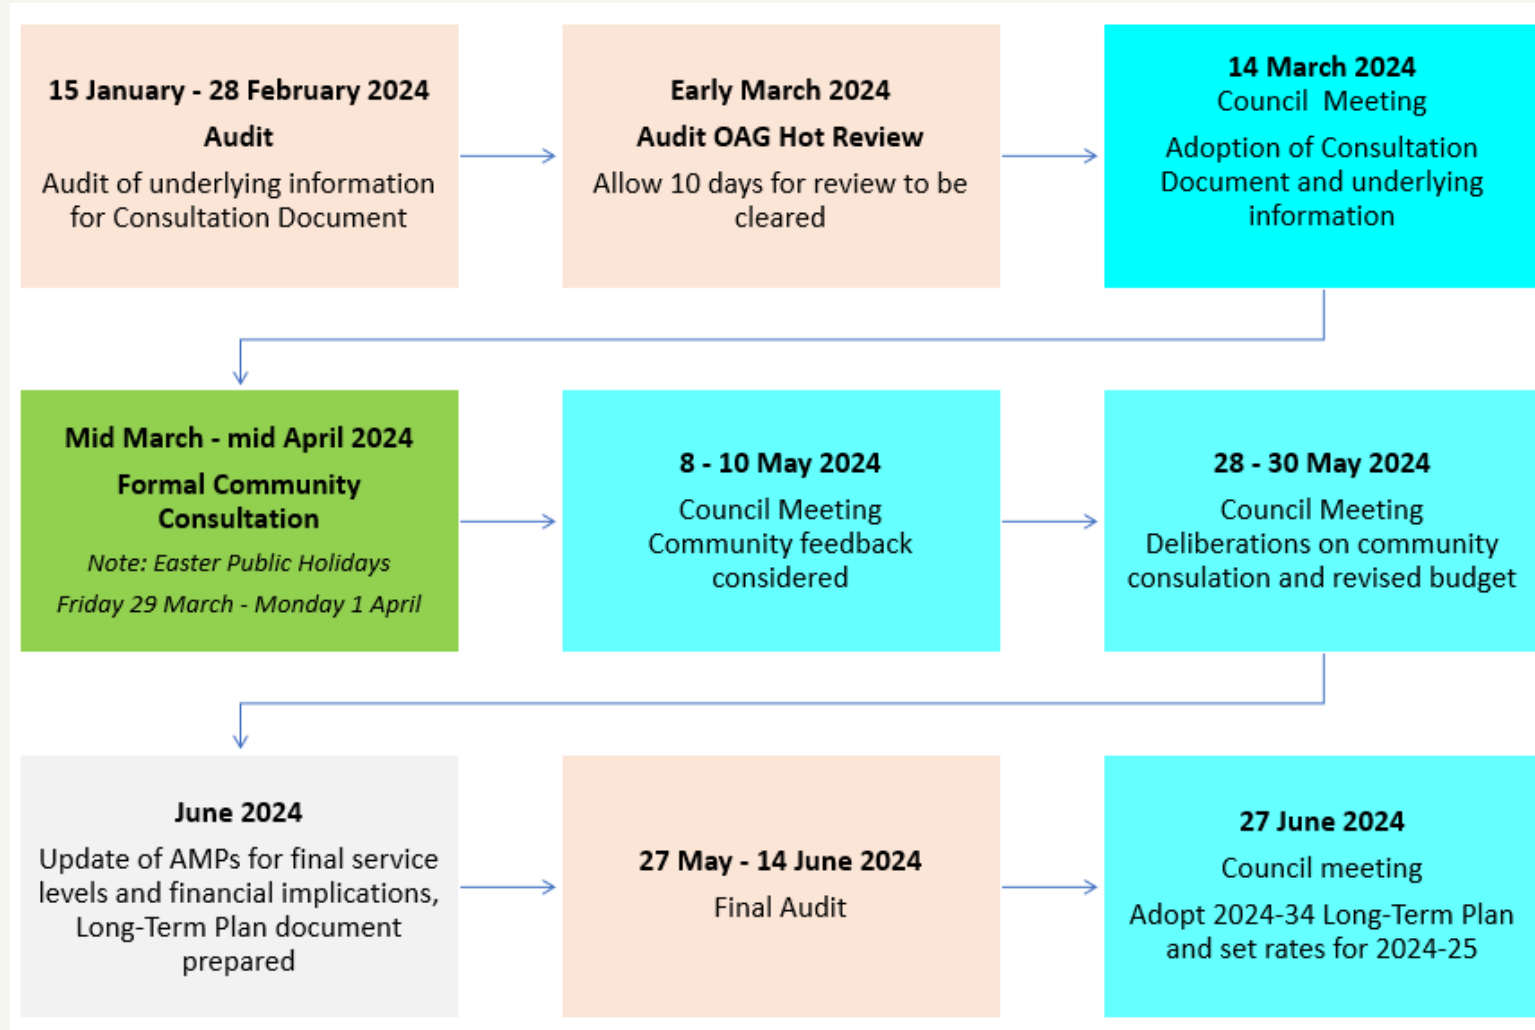 15 January - 28 February 2024
Audit
Audit of underlying information
for Consultation Document
Early March 2024
Audit OAG Hot Review
Allow 10 days for review to be
cleared
14 March 2024
Council Meeting
Adoption of Consultation
Document and underlying
information
Mid March - mid April 2024
Formal Community
Consultation
Note: Easter Public Holidays
Friday 29 March - Monday 1 April
8 - 10 May 2024
Council Meeting
Community feedback
considered
28 - 30 May 2024
Council Meeting
Deliberations on community
consulation and revised budget
June 2024
Update of AMPs for final service
levels and financial implications,
Long-Term Plan document
prepared
27 May - 14 June 2024
Final Audit
27 June 2024
Council meeting
Adopt 2024-34 Long-Term Plan
and set rates for 2024-25